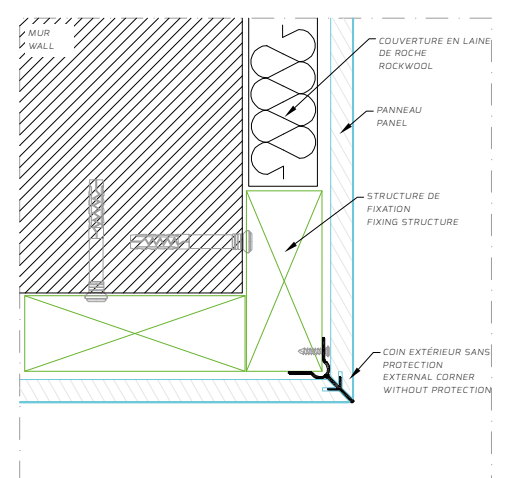 MUR
WALL
COUVERTURE EN LAINE
DE ROCHE
ROCKWOOL
PANNEAU
PANEL
STRUCTURE DE
FIXATION
FIXING STRUCTURE
COIN EXTÉRIEUR SANS
PROTECTION
EXTERNAL CORNER
WITHOUT PROTECTION